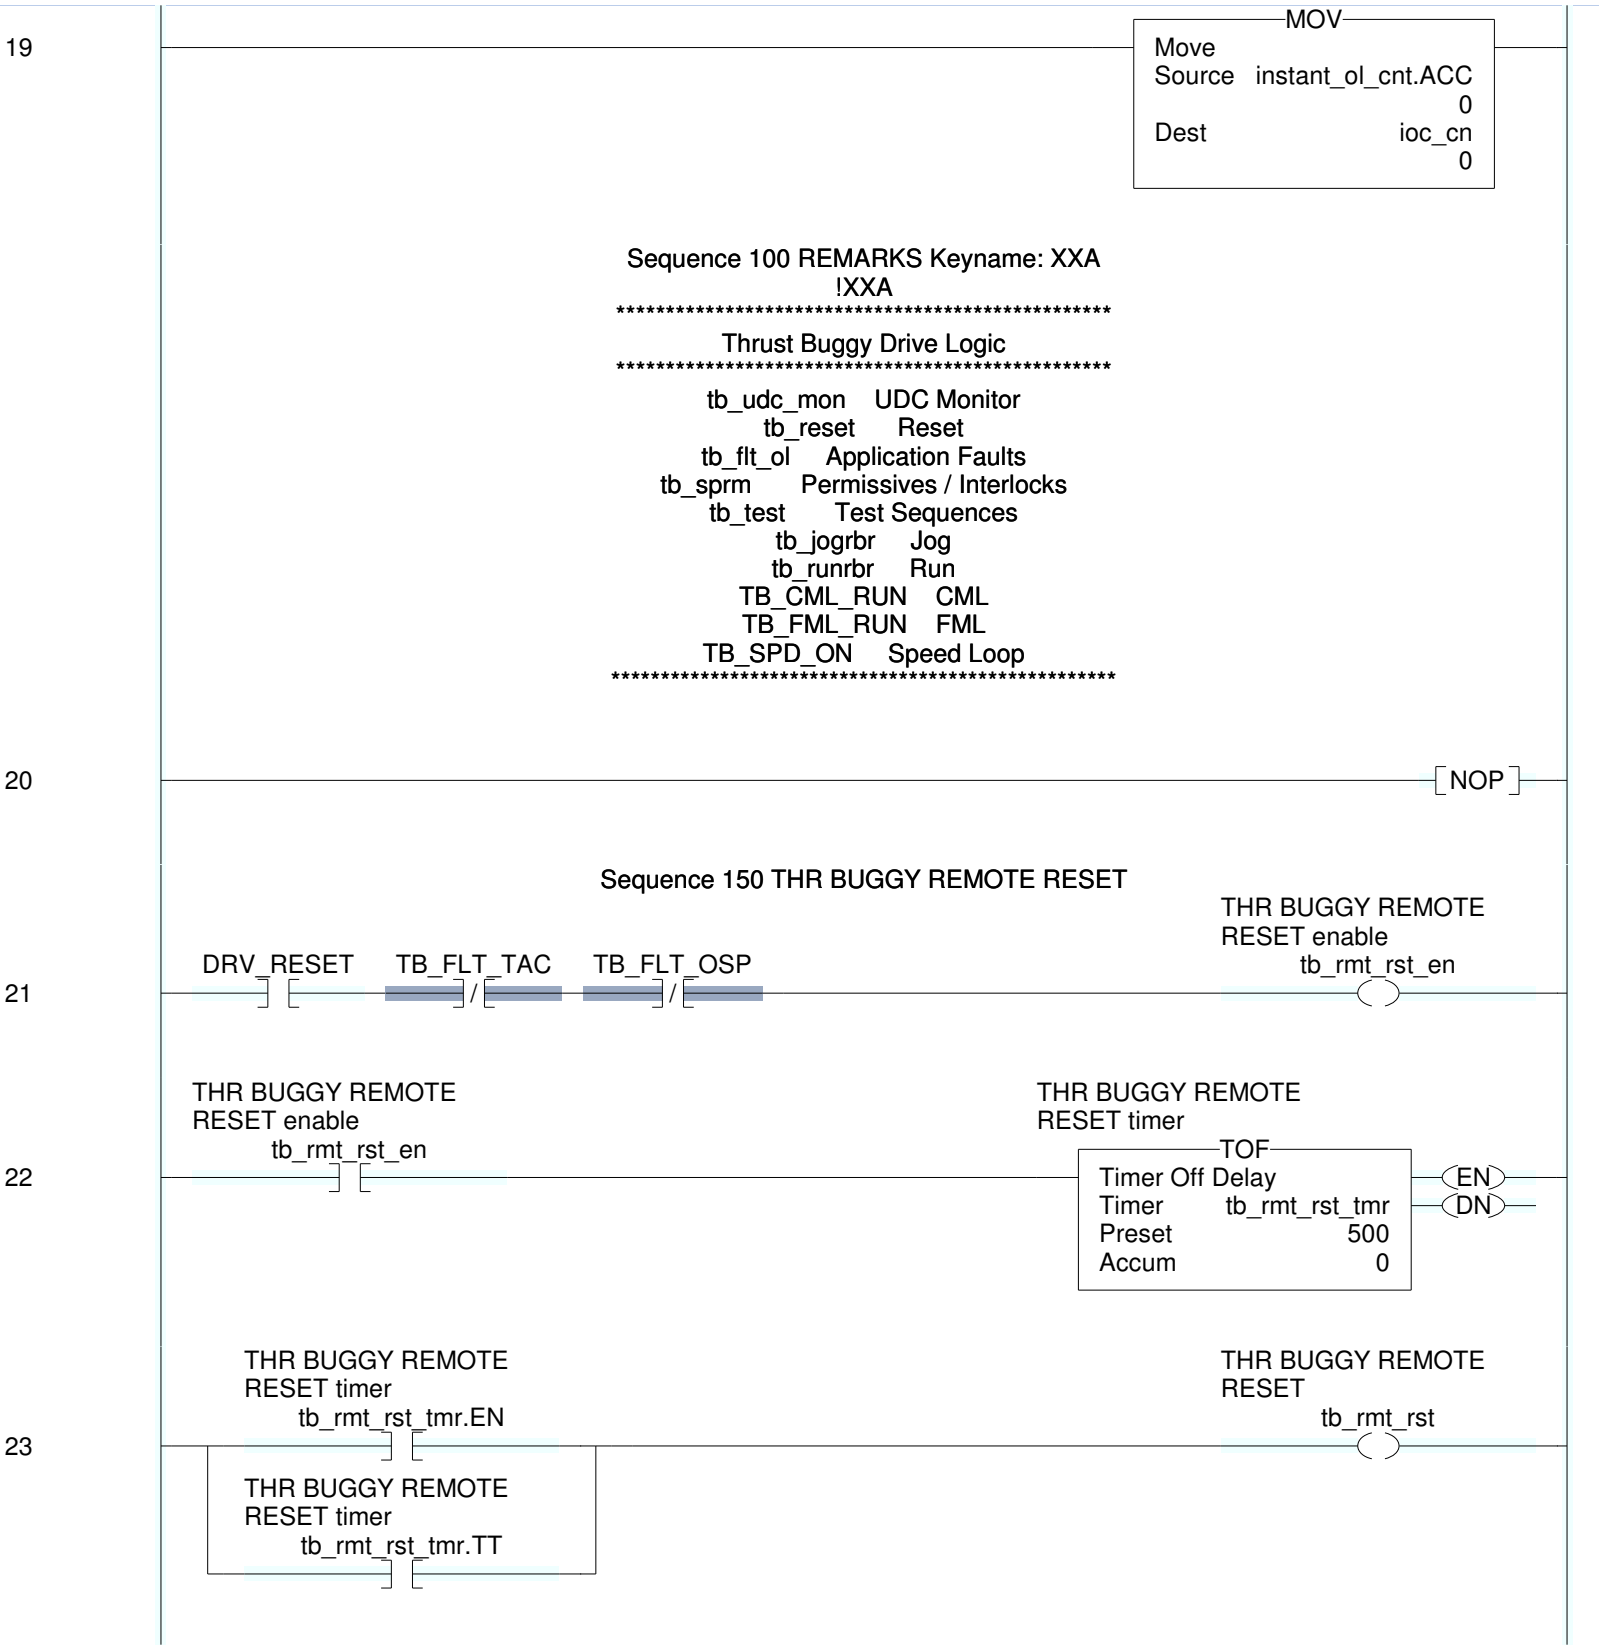 19
MOV
Move
Source instant_ol_cnt.ACC
0
Dest ioc_cn
0
Sequence 100 REMARKS Keyname: XXA
!XXA
**************************************************
Thrust Buggy Drive Logic
**************************************************
tb_udc_mon UDC Monitor
tb_reset Reset
tb_flt_ol Application Faults
tb_sprm Permissives / Interlocks
tb_test Test Sequences
tb_jogrbr Jog
tb_runrbr Run
TB_CML_RUN CML
TB_FML_RUN FML
TB_SPD_ON Speed Loop
***************************************************
20
NOP
Sequence 150 THR BUGGY REMOTE RESET
THR BUGGY REMOTE
RESET enable
DRV_RESET TB_FLT_TAC TB_FLT_OSP tb_rmt_rst_en
21 / /
THR BUGGY REMOTE THR BUGGY REMOTE
RESET enable RESET timer
tb_rmt_rst_en TOF
22 Timer Off Delay EN
Timer tb_rmt_rst_tmr DN
Preset 500
Accum 0
THR BUGGY REMOTE THR BUGGY REMOTE
RESET timer RESET
tb_rmt_rst_tmr.EN tb_rmt_rst
23
THR BUGGY REMOTE
RESET timer
tb_rmt_rst_tmr.TT